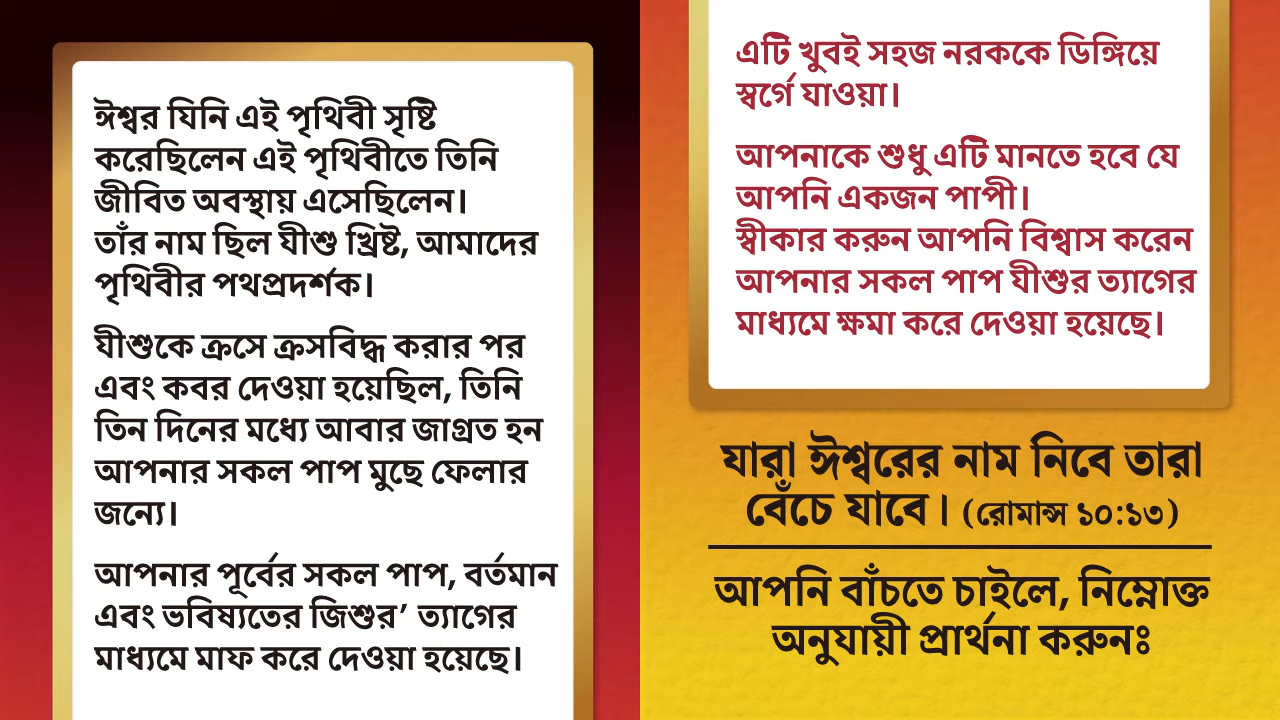 ঈশ্বর যিনি এই পৃথিবী সৃষ্টি
করেছিলেন এই পৃথিবীতে তিনি
জীবিত অবস্থায় এসেছিলেন।
তাঁর নাম ছিল যীশু খ্রিষ্ট, আমাদের
পৃথিবীর পথপ্রদর্শক।
যীশুকে ক্রসে ক্রসবিদ্ধ করার পর
এবং কবর দেওয়া হয়েছিল, তিনি
তিন দিনের মধ্যে আবার জাগ্রত হন
আপনার সকল পাপ মুছে ফেলার
জন্যে।
আপনার পূর্বের সকল পাপ, বর্তমান
এবং ভবিষ্যতের জিশুর’ ত্যাগের
মাধ্যমে মাফ করে দেওয়া হয়েছে।
এটি খুবই সহজ নরককে ডিঙ্গিয়ে
স্বর্গে যাওয়া।
আপনাকে শুধু এটি মানতে হবে যে
আপনি একজন পাপী।
স্বীকার করুন আপনি বিশ্বাস করেন
আপনার সকল পাপ যীশুর ত্যাগের
মাধ্যমে ক্ষমা করে দেওয়া হয়েছে।
যারা ঈশ্বরের নাম নিবে তারা
বেঁচে যাবে। (রোমান্স ১০:১৩)
আপনি বাঁচতে চাইলে, নিম্নোক্ত
অনুযায়ী প্রার্থনা করুনঃ